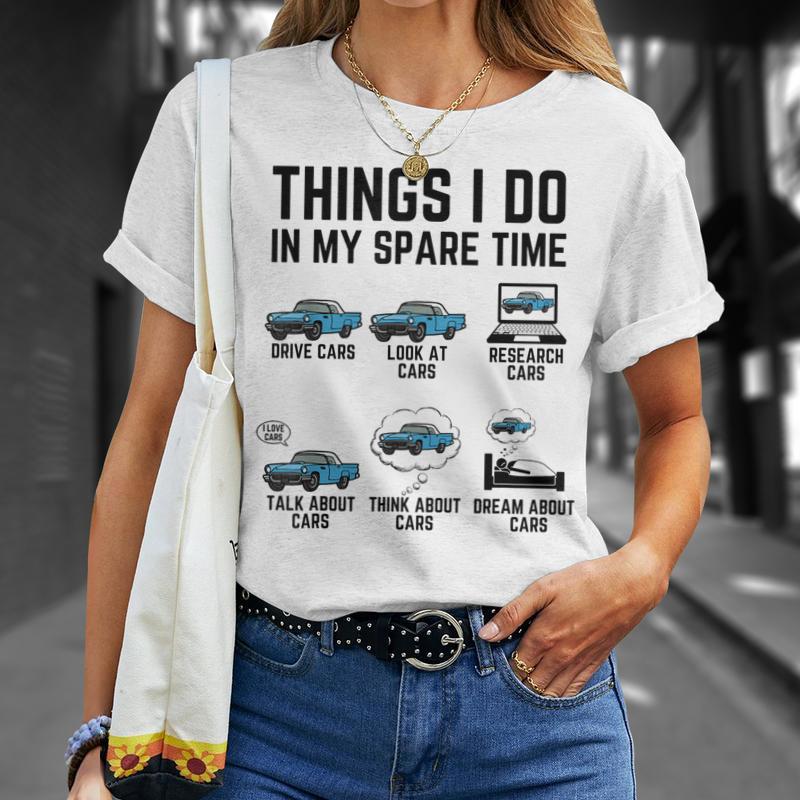 THINGS I DO
IN MY SPARE TIME
DRIVE CARS
LOOK AT
CARS
RESEARCH
CARS
I LOVE
CARS
TALK ABOUT
CARS
THINK ABOUT
CARS
DREAM ABOUT
CARS